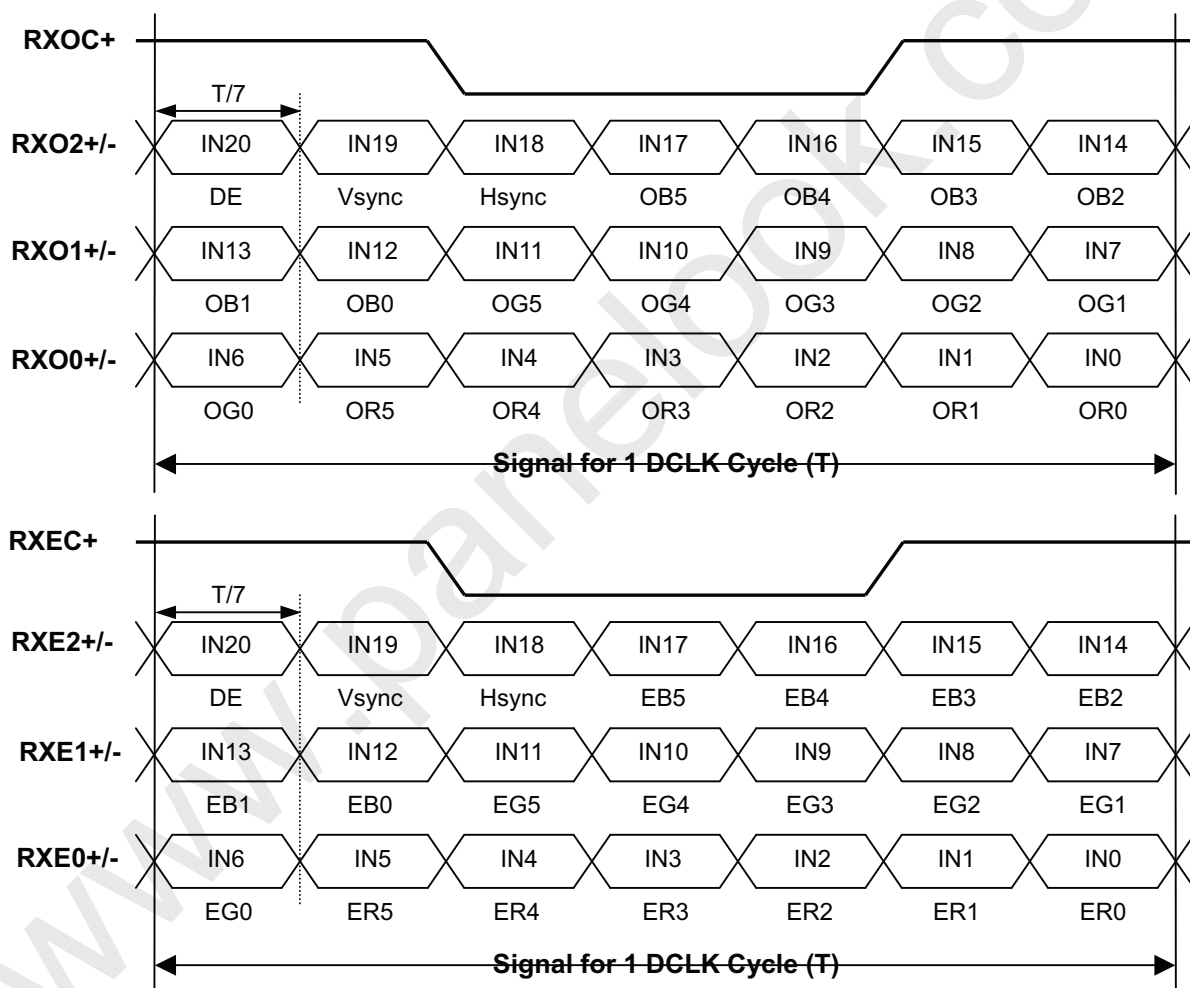 RXOC+
T/7
RXO2+/- IN20 IN19 IN18 IN17 IN16 IN15 IN14
DE Vsync Hsync OB5 OB4 OB3 OB2
RXO1+/- IN13 IN12 IN11 IN10 IN9 IN8 IN7
OB1 OB0 OG5 OG4 OG3 OG2 OG1
RXO0+/- IN6 IN5 IN4 IN3 IN2 IN1 IN0
OG0 OR5 OR4 OR3 OR2 OR1 OR0
Signal for 1 DCLK Cycle (T)
RXEC+
T/7
RXE2+/- IN20 IN19 IN18 IN17 IN16 IN15 IN14
DE Vsync Hsync EB5 EB4 EB3 EB2
RXE1+/- IN13 IN12 IN11 IN10 IN9 IN8 IN7
EB1 EB0 EG5 EG4 EG3 EG2 EG1
RXE0+/- IN6 IN5 IN4 IN3 IN2 IN1 IN0
EG0 ER5 ER4 ER3 ER2 ER1 ER0
Signal for 1 DCLK Cycle (T)
www.panelook.co